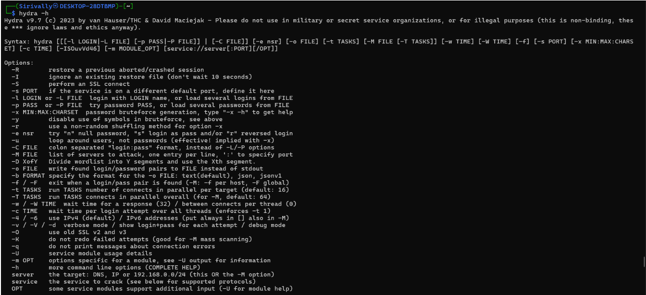 (Sirivally㉿DESKTOP-28DTBMP)-[~]
$ hydra -h
Hydra v9.7 (c) 2023 by van Hauser/THC & David Maciejak - Please do not use in military or secret service organizations, or for illegal purposes (this is non-binding, the
se *** ignore laws and ethics anyway).
Syntax: hydra [[[-l LOGIN|-L FILE] [-p PASS|-P FILE]] | [-C FILE]] [-e nsr] [-o FILE] [-t TASKS] [-M FILE [-T TASKS]] [-w TIME] [-W TIME] [-f] [-s PORT] [-x MIN:MAX:CHARS
ET] [-c TIME] [-ISOuvVd46] [-m MODULE_OPT] [service://server[:PORT][/OPT]]
Options:
-R restore a previous aborted/crashed session
-I ignore an existing restore file (don't wait 10 seconds)
-S perform an SSL connect
-s PORT if the service is on a different default port, define it here
-l LOGIN or -L FILE login with LOGIN name, or load several logins from FILE
-p PASS or -P FILE try password PASS, or load several passwords from FILE
-x MIN:MAX:CHARSET password bruteforce generation, type "-x -h" to get help
-y disable use of symbols in bruteforce, see above
-r use a non-random shuffling method for option -x
-e nsr try "n" null password, "s" login as pass and/or "r" reversed login
-u loop around users, not passwords (effective! implied with -x)
-C FILE colon separated "login:pass" format, instead of -L/-P options
-M FILE list of servers to attack, one entry per line, ':' to specify port
-D XofY Divide wordlist into Y segments and use the Xth segment.
-o FILE write found login/password pairs to FILE instead of stdout
-b FORMAT specify the format for the -o FILE: text(default), json, jsonv1
-f / -F exit when a login/pass pair is found (-M: -f per host, -F global)
-t TASKS run TASKS number of connects in parallel per target (default: 16)
-T TASKS run TASKS connects in parallel overall (for -M, default: 64)
-w / -W TIME wait time for a response (32) / between connects per thread (0)
-c TIME wait time per login attempt over all threads (enforces -t 1)
-4 / -6 use IPv4 (default) / IPv6 addresses (put always in [] also in -M)
-v / -V / -d verbose mode / show login+pass for each attempt / debug mode
-O use old SSL v2 and v3
-K do not redo failed attempts (good for -M mass scanning)
-q do not print messages about connection errors
-U service module usage details
-m OPT options specific for a module, see -U output for information
-h more command line options (COMPLETE HELP)
server the target: DNS, IP or 192.168.0.0/24 (this OR the -M option)
service the service to crack (see below for supported protocols)
OPT some service modules support additional input (-U for module help)